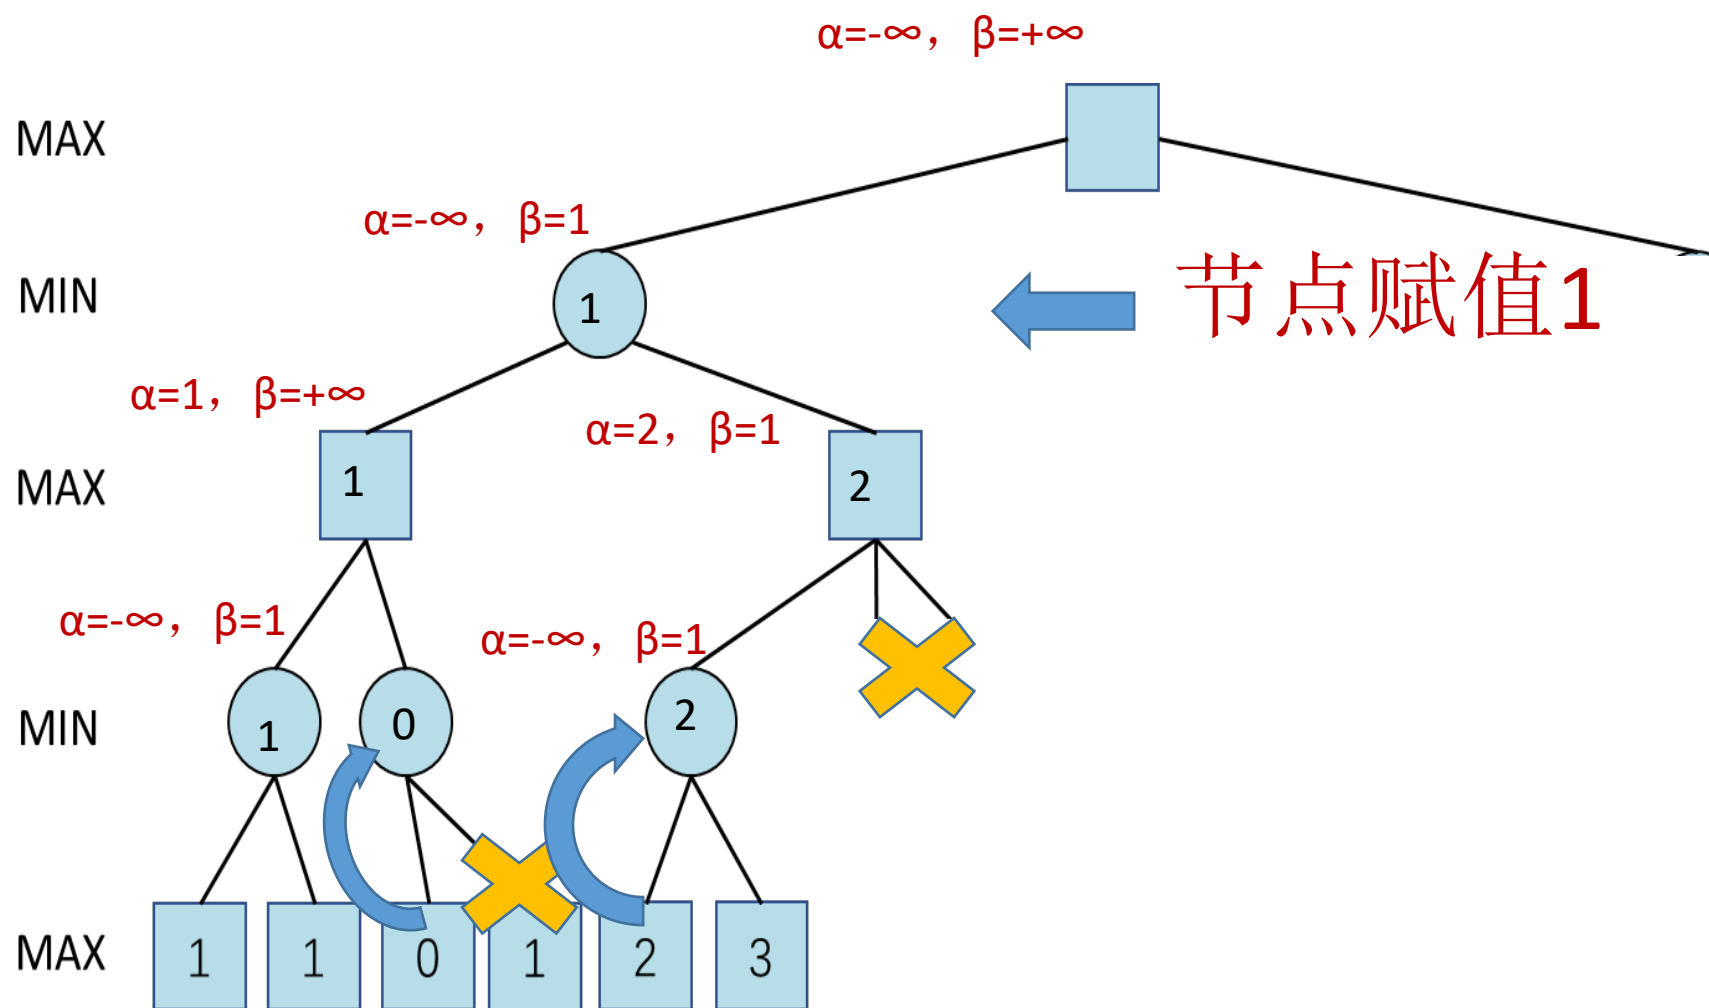 α=-∞，β=+∞
MAX
α=-∞，β=1
MIN
1
节点赋值1
α=1，β=+∞
α=2，β=1
MAX
1
2
α=-∞，β=1
α=-∞，β=1
MIN
1
0
2
MAX
1
1
0
1
2
3